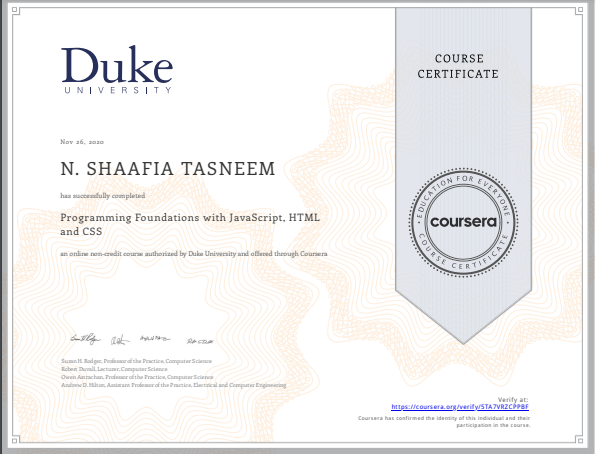 Duke
UNIVERSITY
COURSE
CERTIFICATE
Nov 26, 2020
N. SHAAFIA TASNEEM
has successfully completed
Programming Foundations with JavaScript, HTML
and CSS
an online non-credit course authorized by Duke University and offered through Coursera
EDUCATION FOR EVERYONE
coursera
COURSE CERTIFICATE
Susan H. Rodger, Professor of the Practice, Computer Science
Robert Duvall, Lecturer, Computer Science
Owen Astrachan, Professor of the Practice, Computer Science
Andrew D. Hilton, Assistant Professor of the Practice, Electrical and Computer Engineering
Verify at:
https://coursera.org/verify/5TA7VRZCPPBF
Coursera has confirmed the identity of this individual and their
participation in the course.